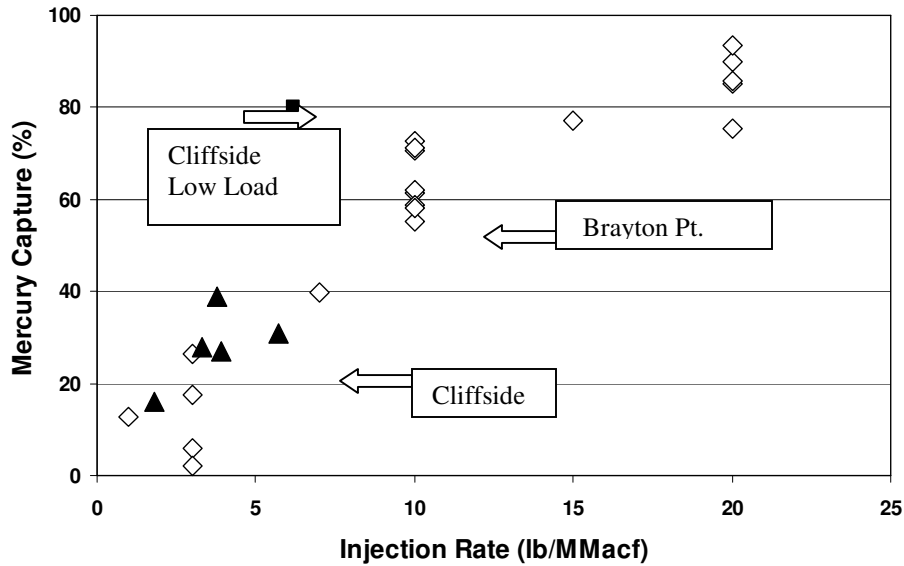 100
80
60
40
20
0
Mercury Capture (%)
Cliffside
Low Load
Brayton Pt.
Cliffside
0 5 10 15 20 25
Injection Rate (lb/MMacf)